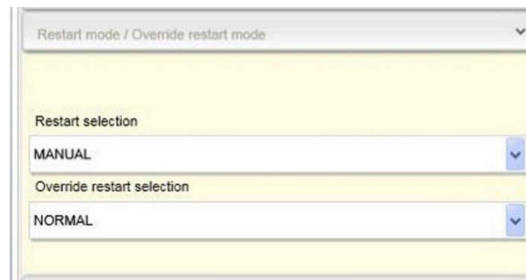 Restart mode / Override restart mode
Restart selection
MANUAL
Override restart selection
NORMAL